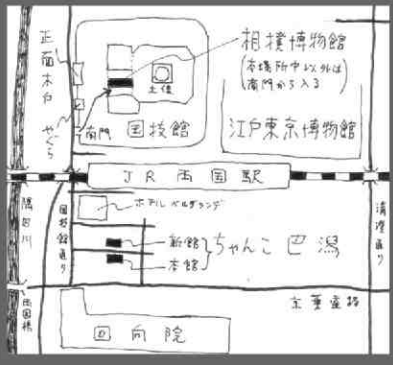 正面木戸
やぐら
相撲博物館
(本場所中以外は
南門から入る)
土俵
南門
国技館
江戸東京博物館
JR両国駅
隅田川
国技館通り
清澄通り
ホテルベルグランデ
新館
本館
ちゃんこ 巴潟
両国橋
京葉道路
回向院